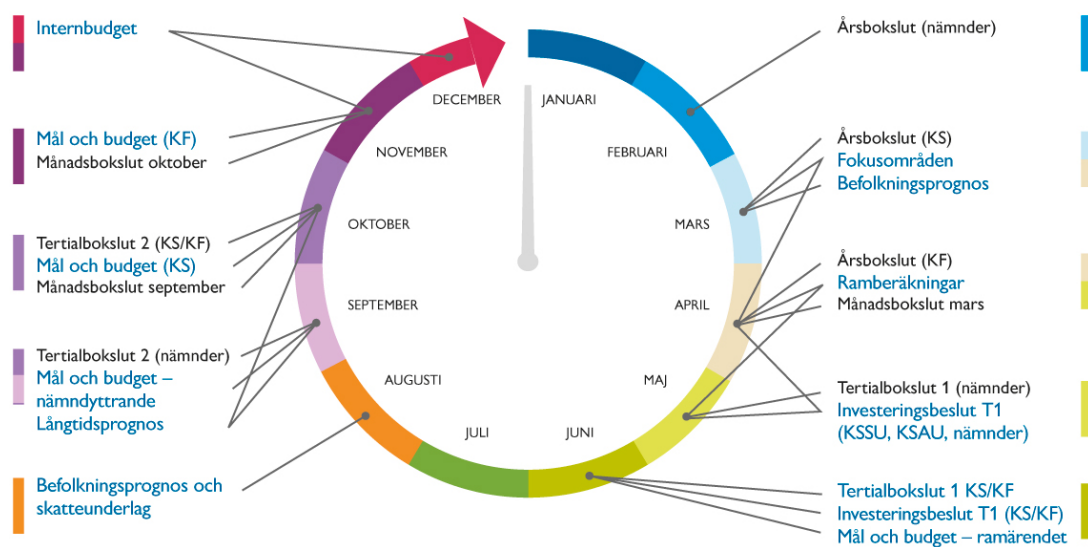 Internbudget
Mål och budget (KF)
Månadsbokslut oktober
Tertialbokslut 2 (KS/KF)
Mål och budget (KS)
Månadsbokslut september
Tertialbokslut 2 (nämnder)
Mål och budget –
nämndyttrande
Långtidsprognos
Befolkningsprognos och
skatteunderlag
DECEMBER
JANUARI
NOVEMBER
FEBRUARI
OKTOBER
MARS
SEPTEMBER
APRIL
AUGUSTI
MAJ
JULI
JUNI
Årsbokslut (nämnder)
Årsbokslut (KS)
Fokusområden
Befolkningsprognos
Årsbokslut (KF)
Ramberäkningar
Månadsbokslut mars
Tertialbokslut 1 (nämnder)
Investeringsbeslut T1
(KSSU, KSAU, nämnder)
Tertialbokslut 1 KS/KF
Investeringsbeslut T1 (KS/KF)
Mål och budget – ramärendet